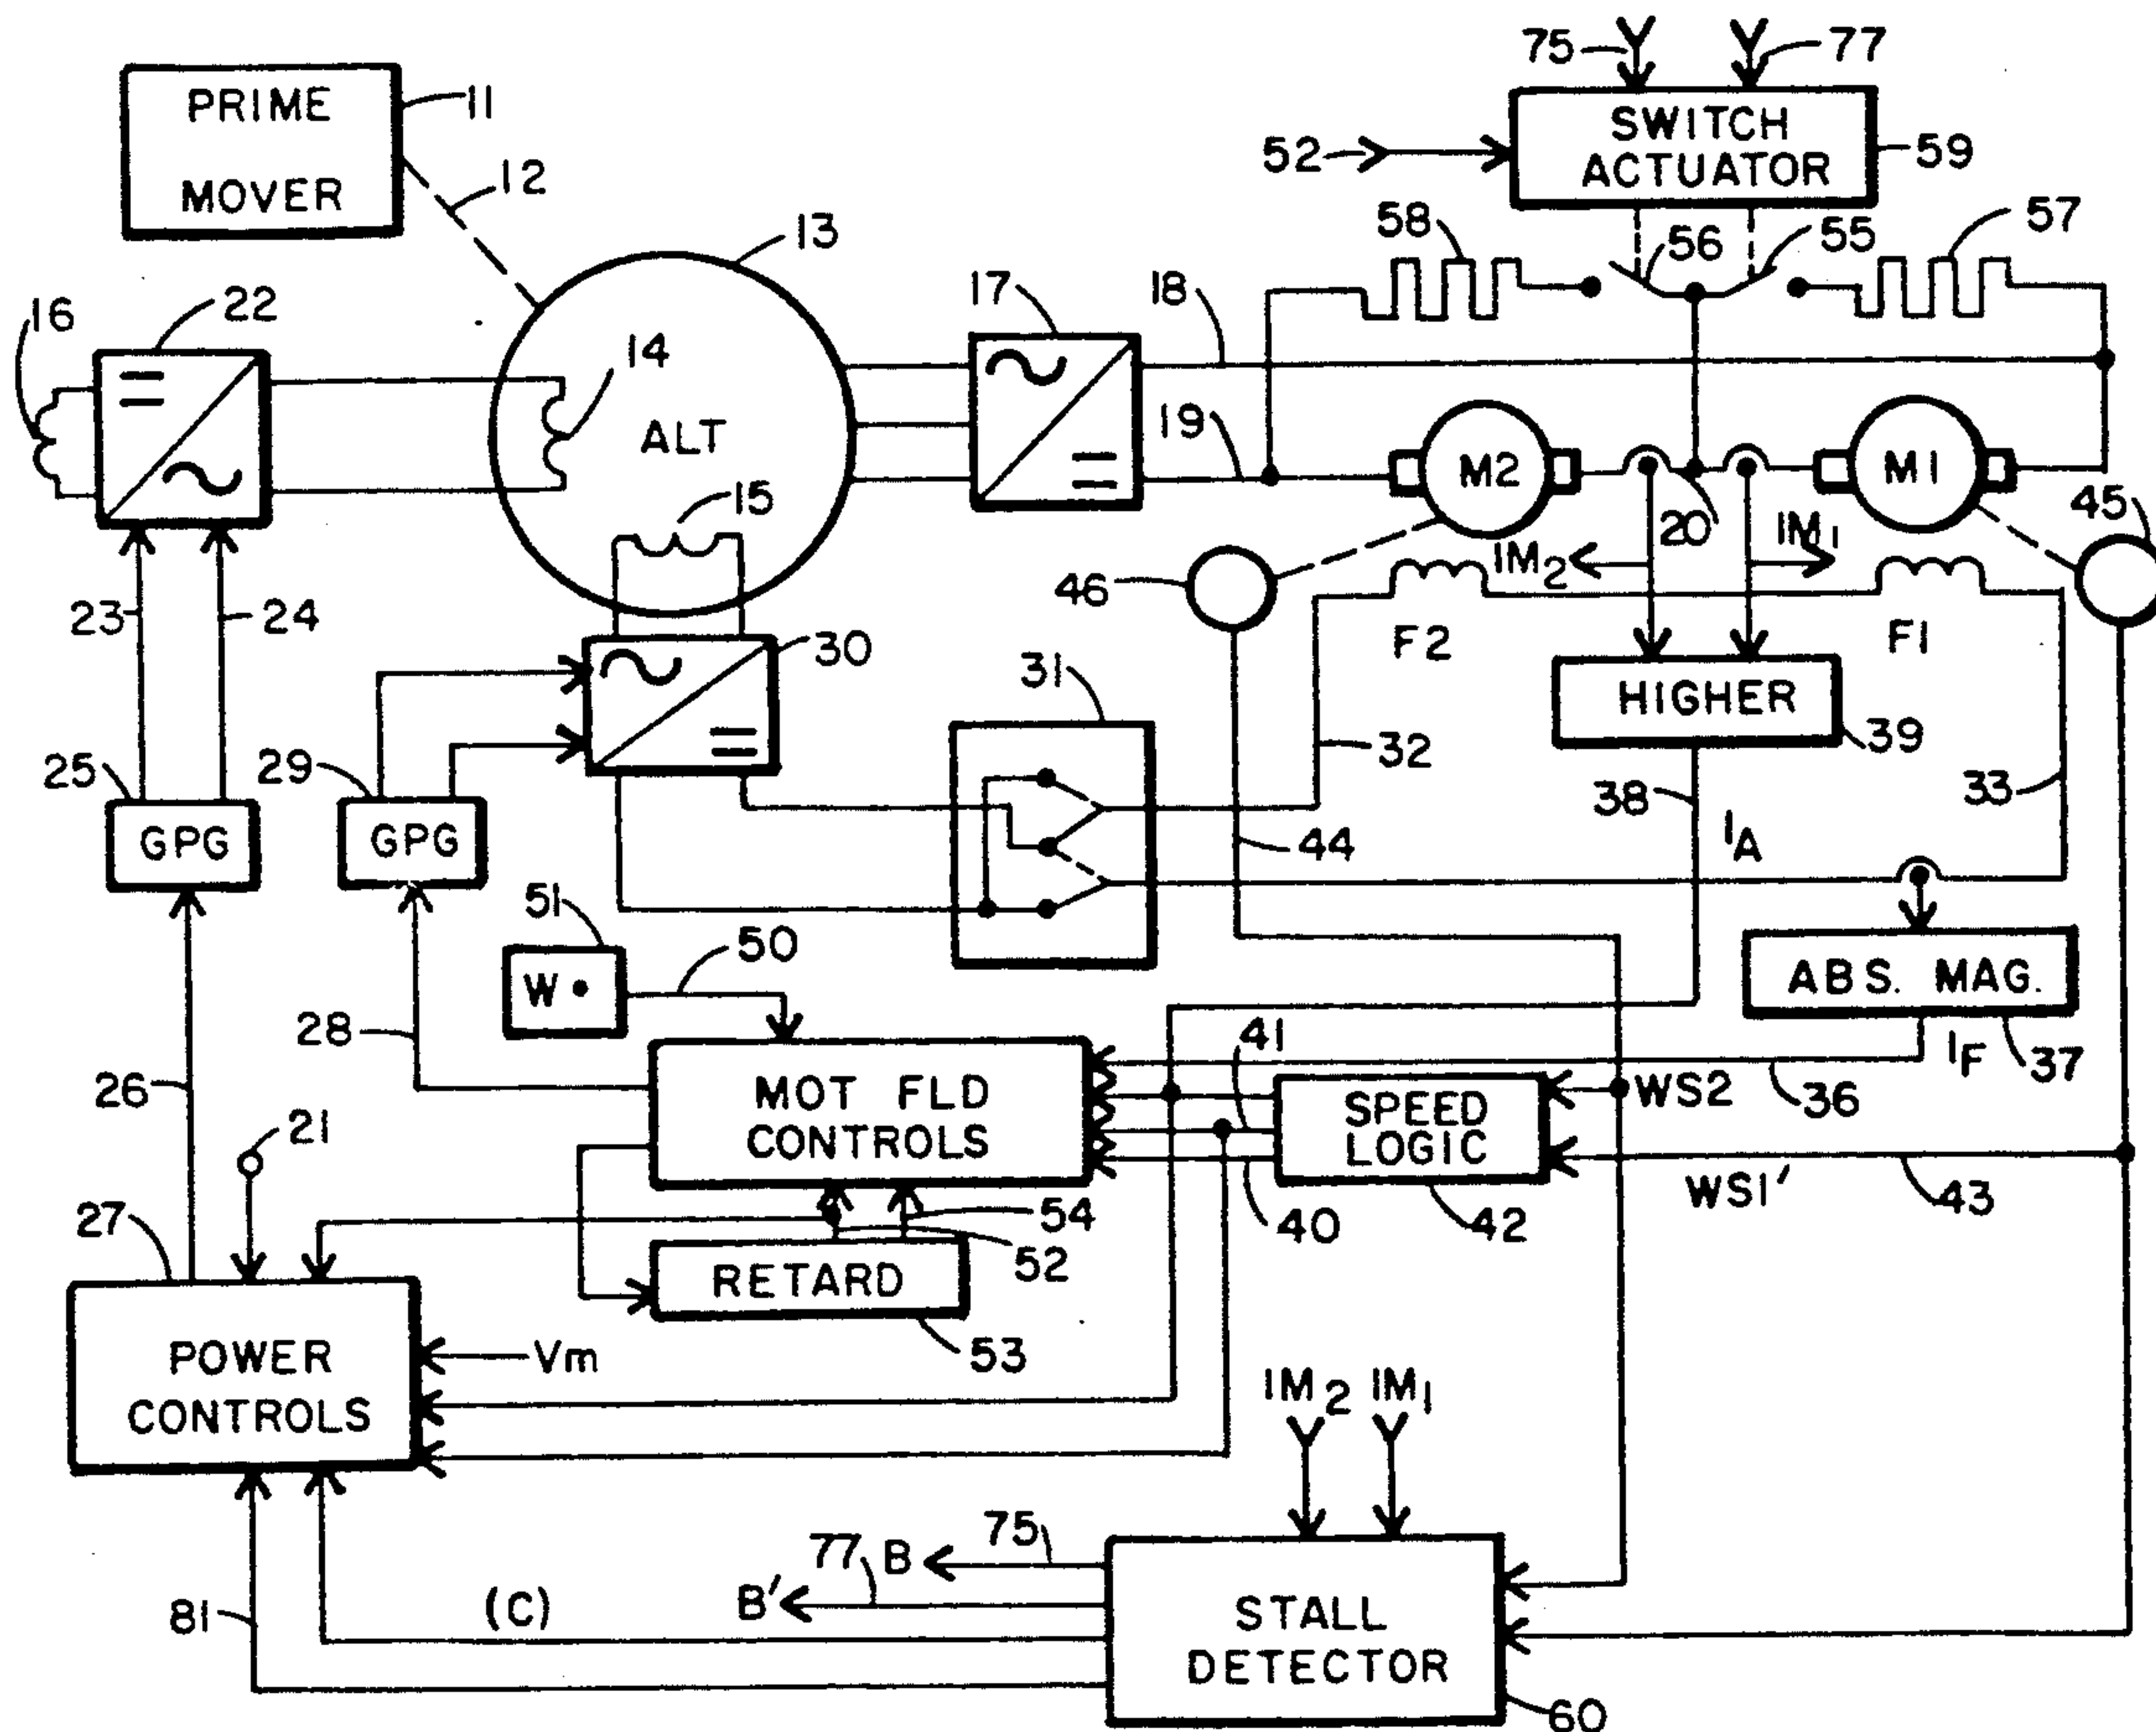 75
77
PRIME
MOVER
11
SWITCH
ACTUATOR
52
59
12
13
58
56
55
57
16
22
14
17
18
ALT
19
M2
M1
15
20
IM2
IM1
45
46
23
24
30
31
F2
F1
HIGHER
39
32
25
29
38
33
GPG
GPG
IA
44
51
50
W
ABS. MAG.
28
41
IF
37
26
21
MOT FLD
CONTROLS
SPEED
LOGIC
WS2
36
WS1'
43
27
54
40
42
52
RETARD
53
POWER
CONTROLS
Vm
IM2
IM1
75
77
B
B'
(C)
81
STALL
DETECTOR
60